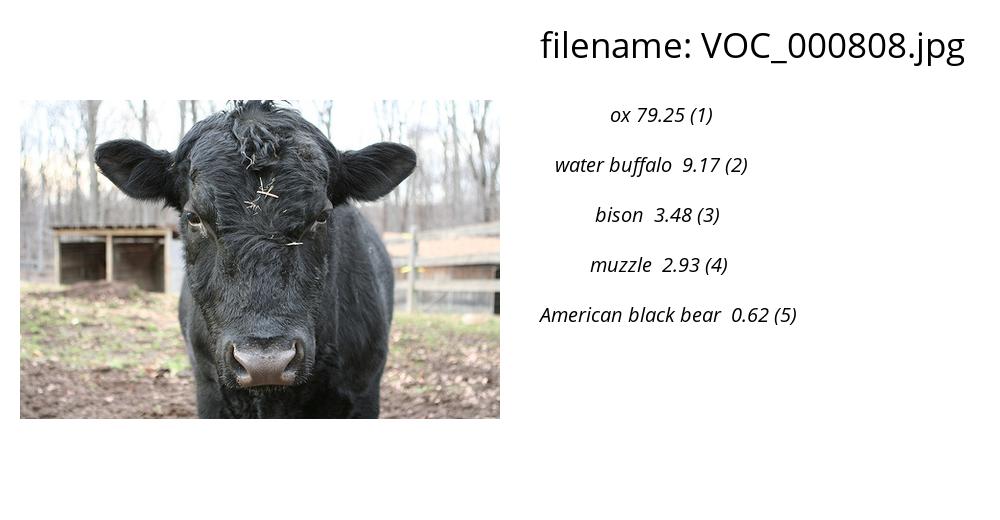 filename: VOC_000808.jpg
ox 79.25 (1)
water buffalo 9.17 (2)
bison 3.48 (3)
muzzle 2.93 (4)
American black bear 0.62 (5)